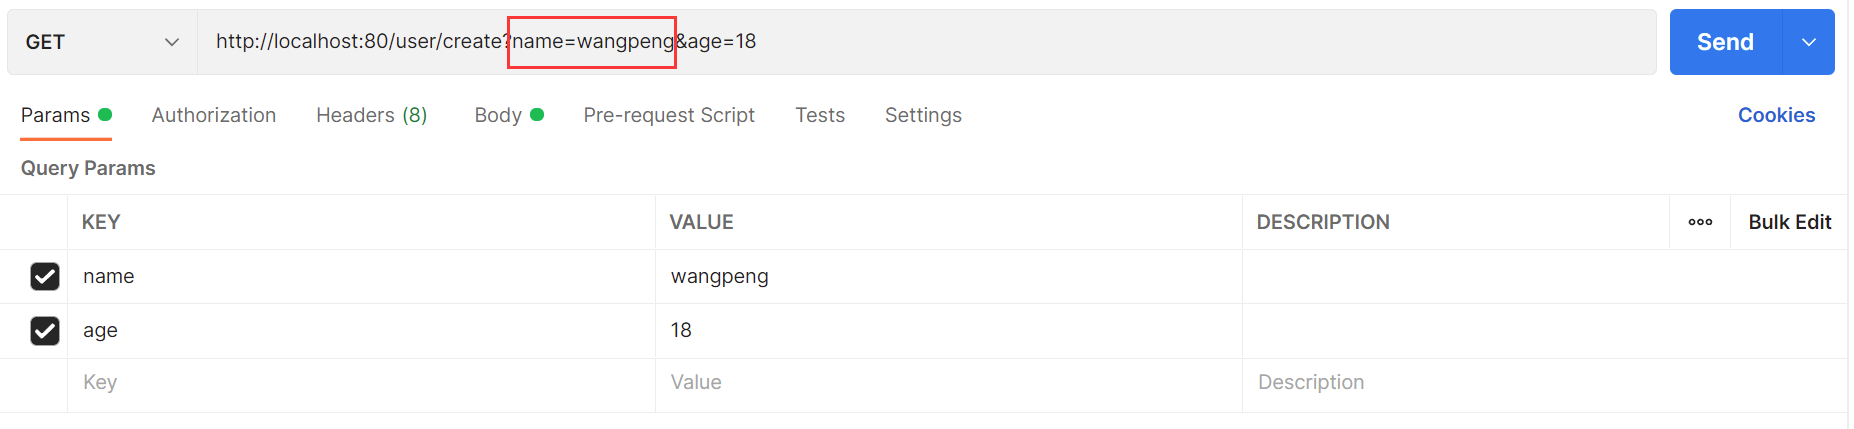 GET http://localhost:80/user/create?name=wangpeng&age=18 Send
Params Authorization Headers (8) Body Pre-request Script Tests Settings Cookies
Query Params
KEY VALUE DESCRIPTION ooo Bulk Edit
name wangpeng
age 18
Key Value Description